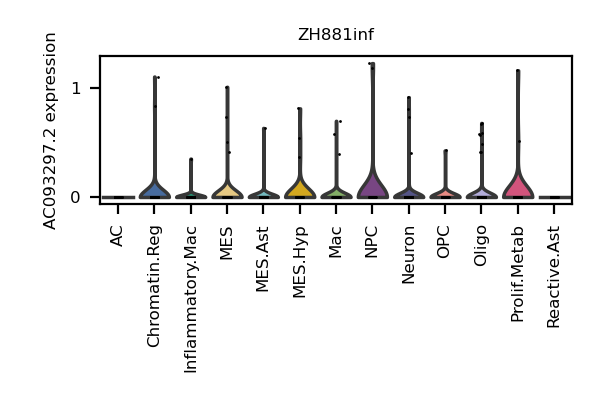 ZH881inf
AC093297.2 expression
1
0
AC
Chromatin.Reg
Inflammatory.Mac
MES
MES.Ast
MES.Hyp
Mac
NPC
Neuron
OPC
Oligo
Prolif.Metab
Reactive.Ast